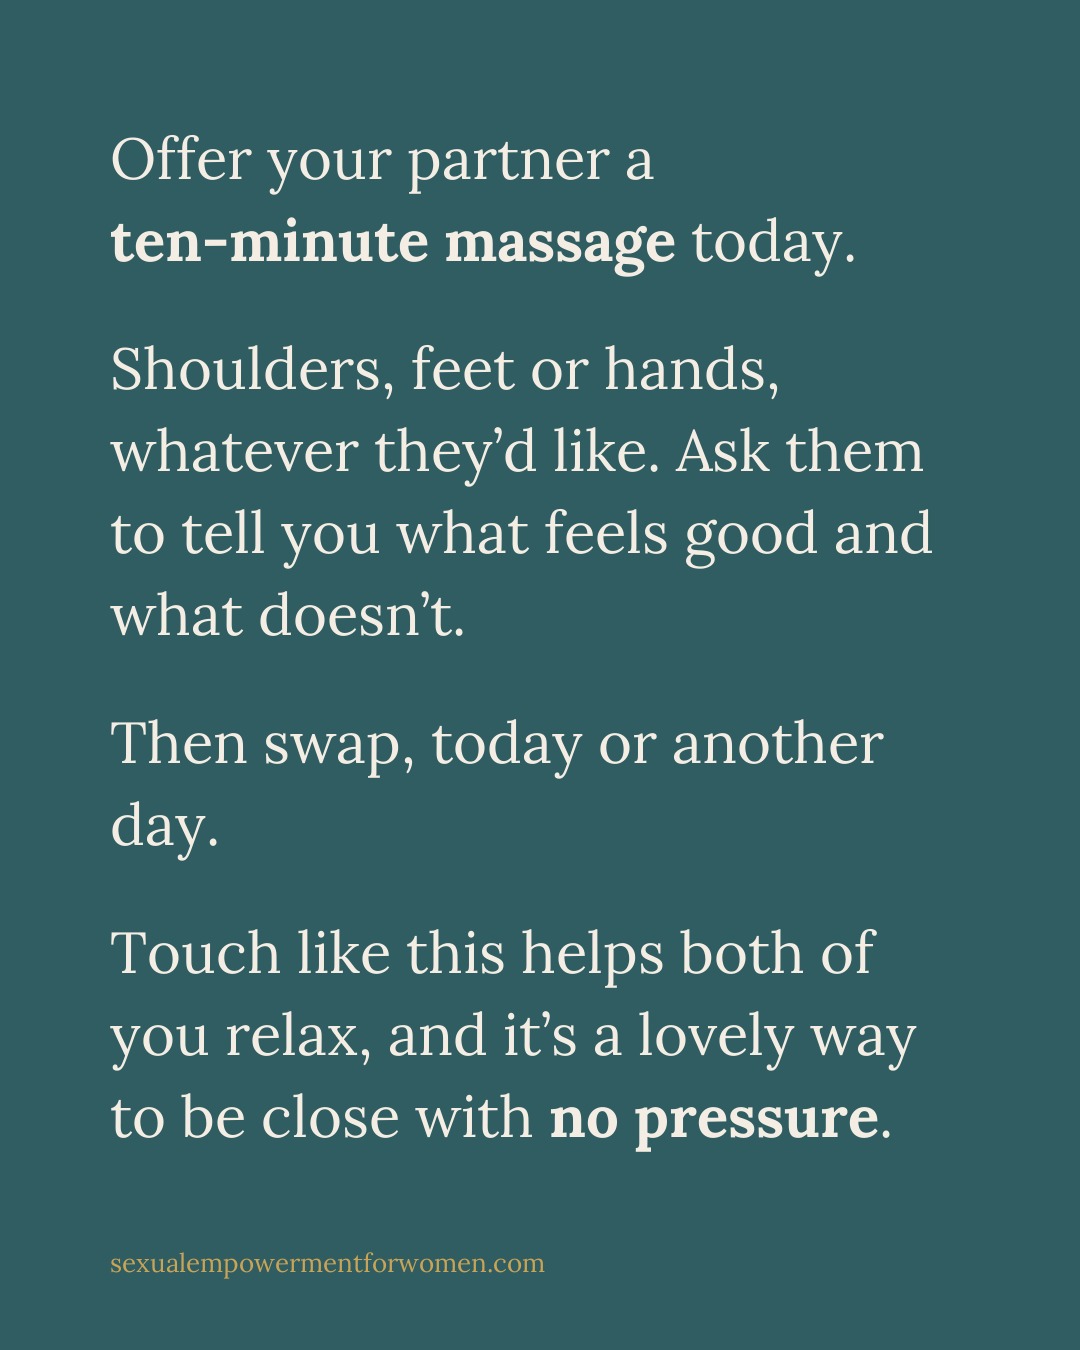 Offer your partner a
ten-minute massage today.
Shoulders, feet or hands,
whatever they’d like. Ask them
to tell you what feels good and
what doesn’t.
Then swap, today or another
day.
Touch like this helps both of
you relax, and it’s a lovely way
to be close with no pressure.
sexualempowermentforwomen.com